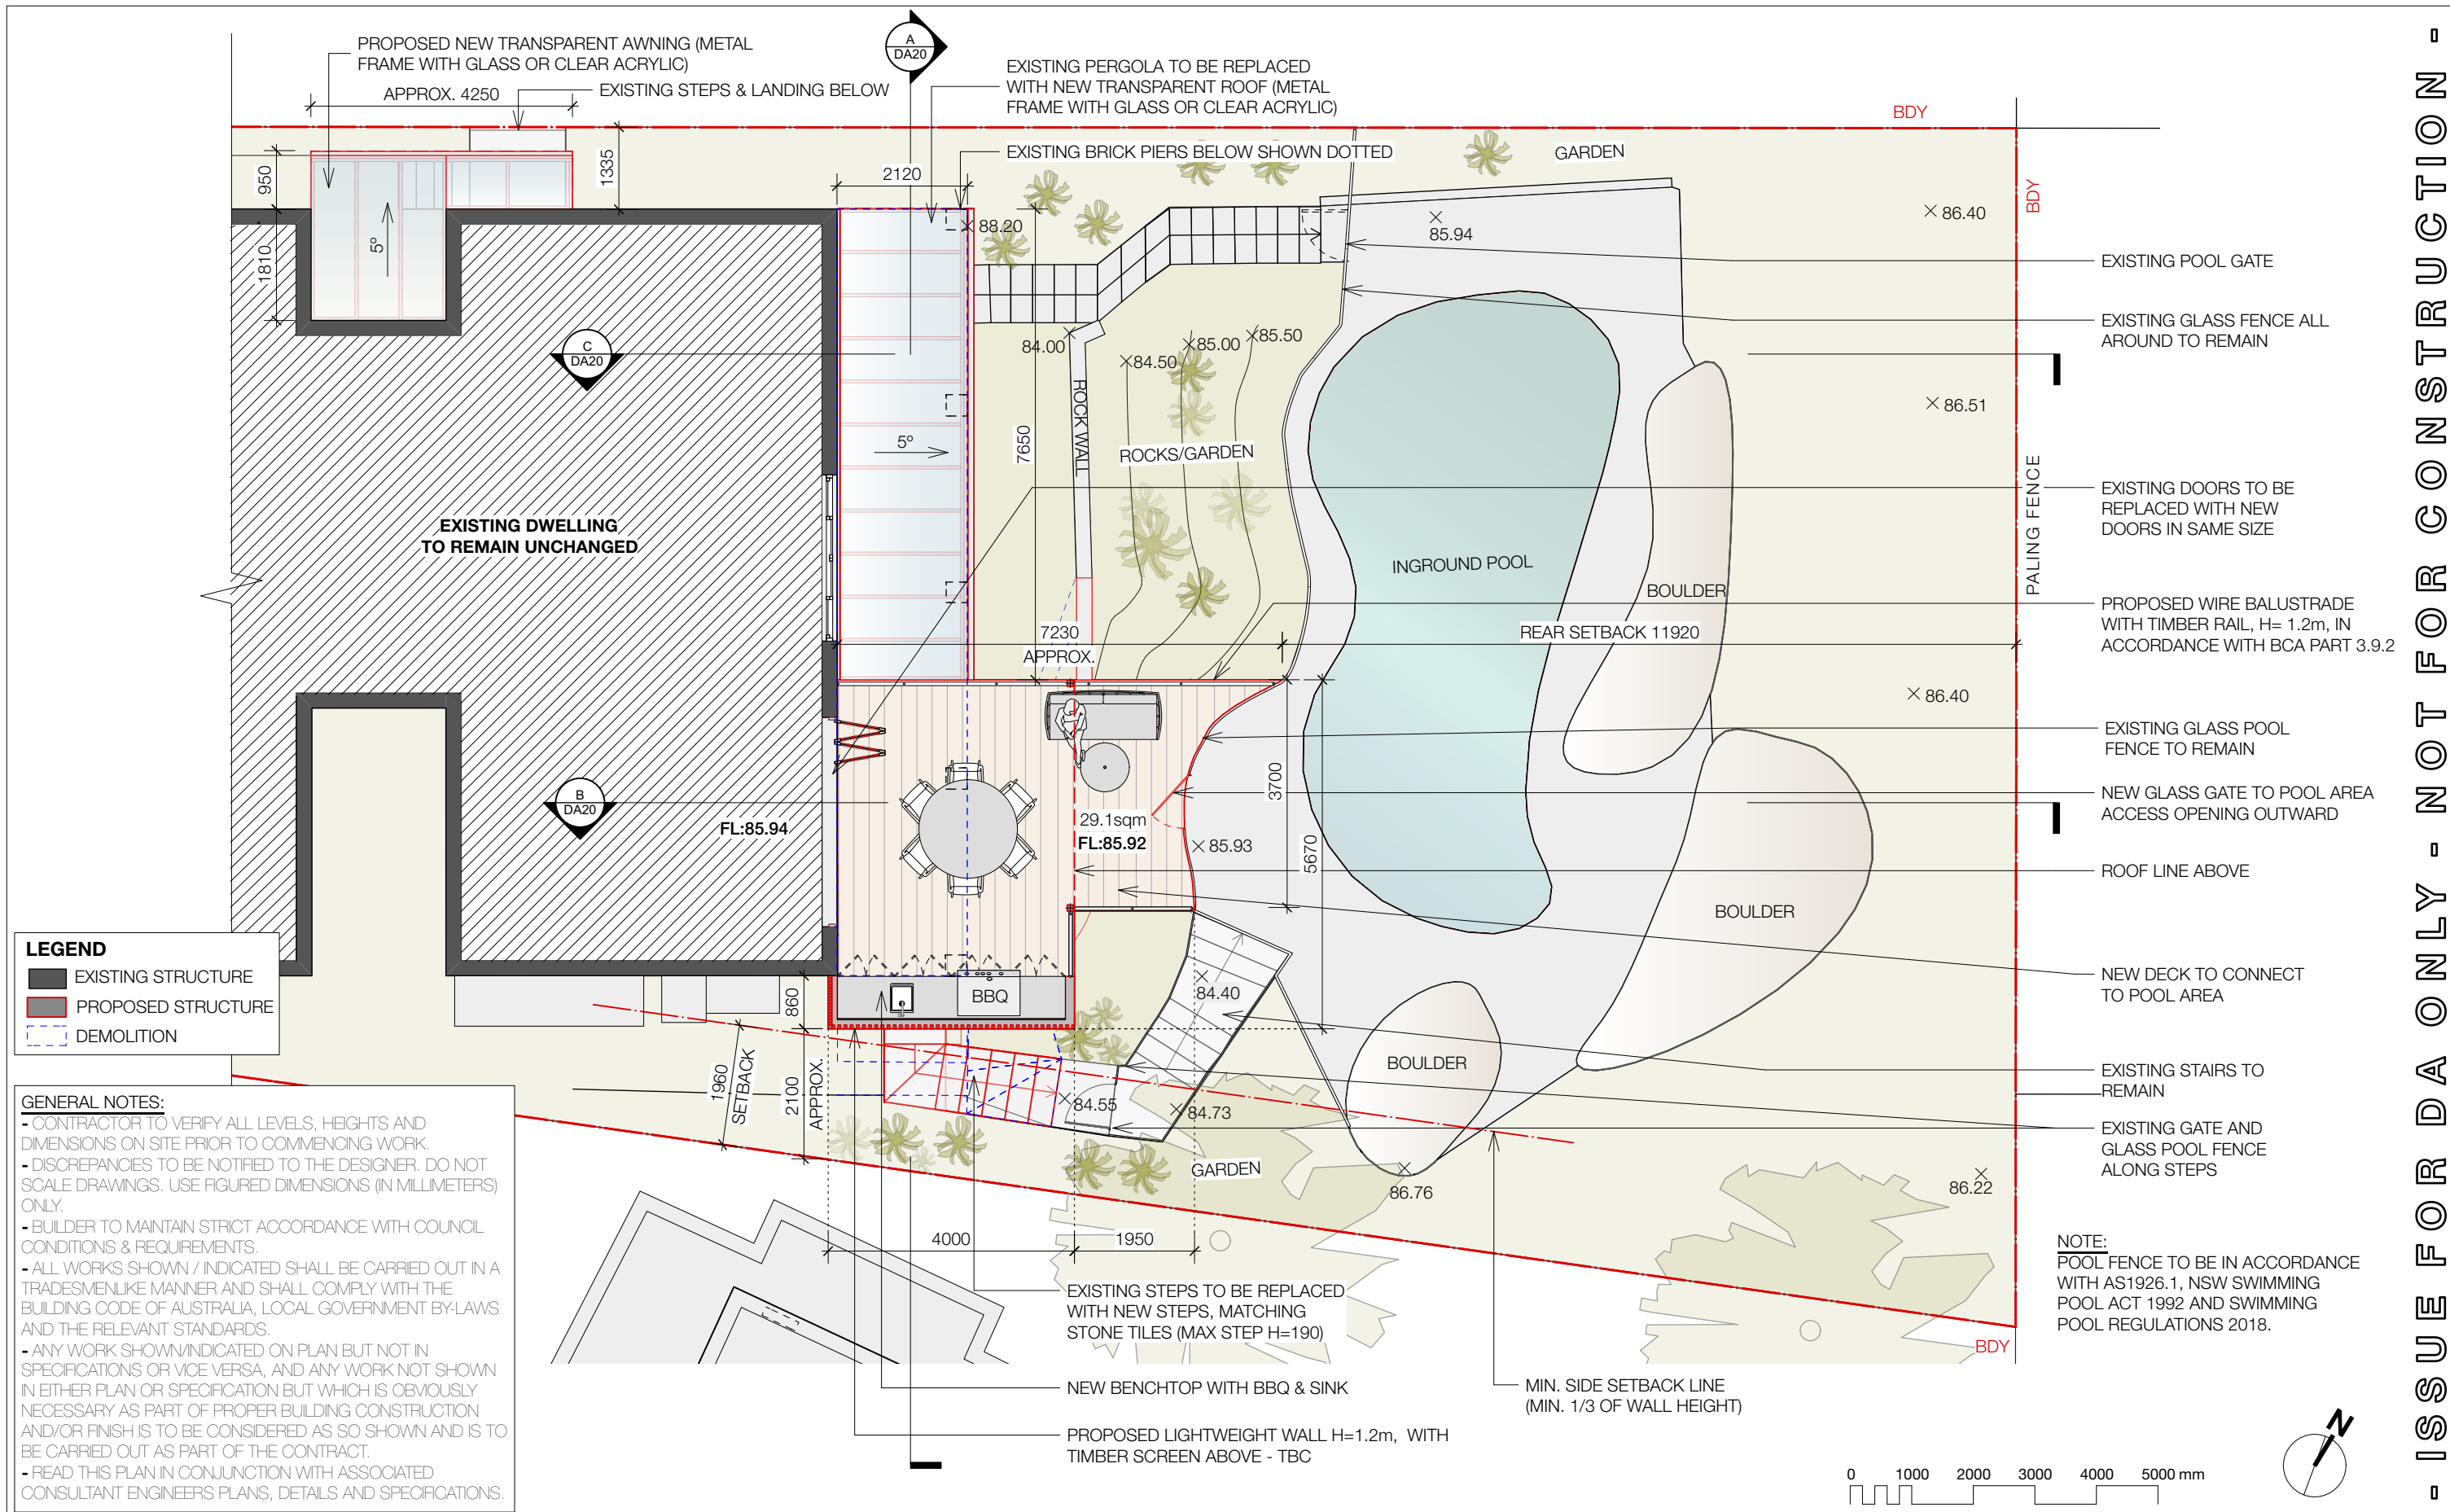 PROPOSED NEW TRANSPARENT AWNING (METAL
FRAME WITH GLASS OR CLEAR ACRYLIC)
APPROX. 4250
EXISTING STEPS & LANDING BELOW
A
DA20
EXISTING PERGOLA TO BE REPLACED
WITH NEW TRANSPARENT ROOF (METAL
FRAME WITH GLASS OR CLEAR ACRYLIC)
BDY
EXISTING BRICK PIERS BELOW SHOWN DOTTED
GARDEN
950
1335
2120
BDY
88.20
85.94
86.40
1810
5º
EXISTING POOL GATE
C
DA20
84.00
84.50
85.00
85.50
EXISTING GLASS FENCE ALL
AROUND TO REMAIN
86.51
ROCK WALL
7650
5º
ROCKS/GARDEN
PALING FENCE
EXISTING DOORS TO BE
REPLACED WITH NEW
DOORS IN SAME SIZE
EXISTING DWELLING
TO REMAIN UNCHANGED
INGROUND POOL
BOULDER
PROPOSED WIRE BALUSTRADE
WITH TIMBER RAIL, H= 1.2m, IN
ACCORDANCE WITH BCA PART 3.9.2
7230
APPROX.
REAR SETBACK 11920
86.40
EXISTING GLASS POOL
FENCE TO REMAIN
3700
NEW GLASS GATE TO POOL AREA
ACCESS OPENING OUTWARD
B
DA20
FL:85.94
29.1sqm
FL:85.92
85.93
5670
ROOF LINE ABOVE
BOULDER
LEGEND
EXISTING STRUCTURE
PROPOSED STRUCTURE
DEMOLITION
860
BBQ
84.40
NEW DECK TO CONNECT
TO POOL AREA
1960
SETBACK
2100
APPROX.
BOULDER
EXISTING STAIRS TO
REMAIN
84.55
84.73
EXISTING GATE AND
GLASS POOL FENCE
ALONG STEPS
GARDEN
86.76
86.22
GENERAL NOTES:
- CONTRACTOR TO VERIFY ALL LEVELS, HEIGHTS AND
DIMENSIONS ON SITE PRIOR TO COMMENCING WORK.
- DISCREPANCIES TO BE NOTIFIED TO THE DESIGNER. DO NOT
SCALE DRAWINGS. USE FIGURED DIMENSIONS (IN MILLIMETERS)
ONLY.
- BUILDER TO MAINTAIN STRICT ACCORDANCE WITH COUNCIL
CONDITIONS & REQUIREMENTS.
- ALL WORKS SHOWN / INDICATED SHALL BE CARRIED OUT IN A
TRADESMENLIKE MANNER AND SHALL COMPLY WITH THE
BUILDING CODE OF AUSTRALIA, LOCAL GOVERNMENT BY-LAWS
AND THE RELEVANT STANDARDS.
- ANY WORK SHOWN/INDICATED ON PLAN BUT NOT IN
SPECIFICATIONS OR VICE VERSA, AND ANY WORK NOT SHOWN
IN EITHER PLAN OR SPECIFICATION BUT WHICH IS OBVIOUSLY
NECESSARY AS PART OF PROPER BUILDING CONSTRUCTION
AND/OR FINISH IS TO BE CONSIDERED AS SO SHOWN AND IS TO
BE CARRIED OUT AS PART OF THE CONTRACT.
- READ THIS PLAN IN CONJUNCTION WITH ASSOCIATED
CONSULTANT ENGINEERS PLANS, DETAILS AND SPECIFICATIONS.
4000
1950
EXISTING STEPS TO BE REPLACED
WITH NEW STEPS, MATCHING
STONE TILES (MAX STEP H=190)
NEW BENCHTOP WITH BBQ & SINK
PROPOSED LIGHTWEIGHT WALL H=1.2m, WITH
TIMBER SCREEN ABOVE - TBC
MIN. SIDE SETBACK LINE
(MIN. 1/3 OF WALL HEIGHT)
NOTE:
POOL FENCE TO BE IN ACCORDANCE
WITH AS1926.1, NSW SWIMMING
POOL ACT 1992 AND SWIMMING
POOL REGULATIONS 2018.
BDY
0 1000 2000 3000 4000 5000 mm
N
- ISSUE FOR DA ONLY - NOT FOR CONSTRUCTION -